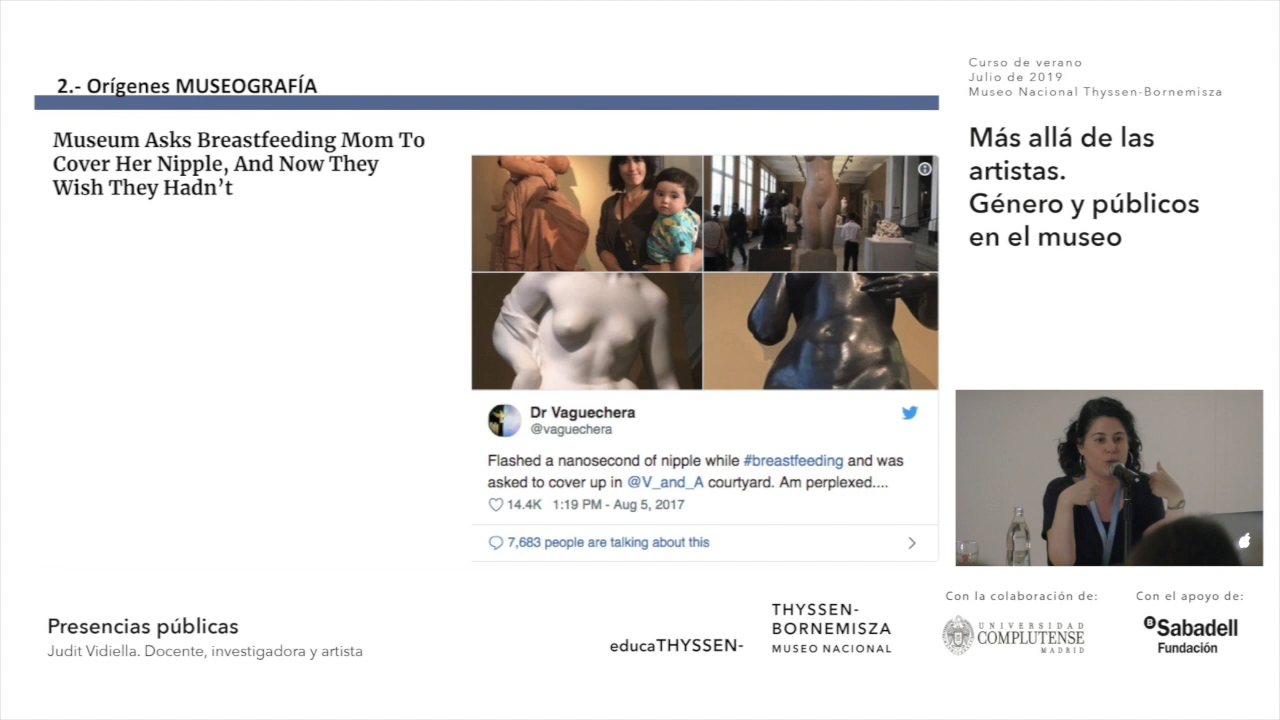 2.- Orígenes MUSEOGRAFÍA
Museum Asks Breastfeeding Mom To
Cover Her Nipple, And Now They
Wish They Hadn't
Dr Vaguechera
@vaguechera
Flashed a nanosecond of nipple while #breastfeeding and was
asked to cover up in @V_and_A courtyard. Am perplexed....
14.4K 1:19 PM - Aug 5, 2017
7,683 people are talking about this
Curso de verano
Julio de 2019
Museo Nacional Thyssen-Bornemisza
Más allá de las
artistas.
Género y públicos
en el museo
Presencias públicas
Judit Vidiella. Docente, investigadora y artista
educaTHYSSEN-
THYSSEN-
BORNEMISZA
MUSEO NACIONAL
Con la colaboración de:
UNIVERSIDAD
COMPLUTENSE
MADRID
Con el apoyo de:
B Sabadell
Fundación